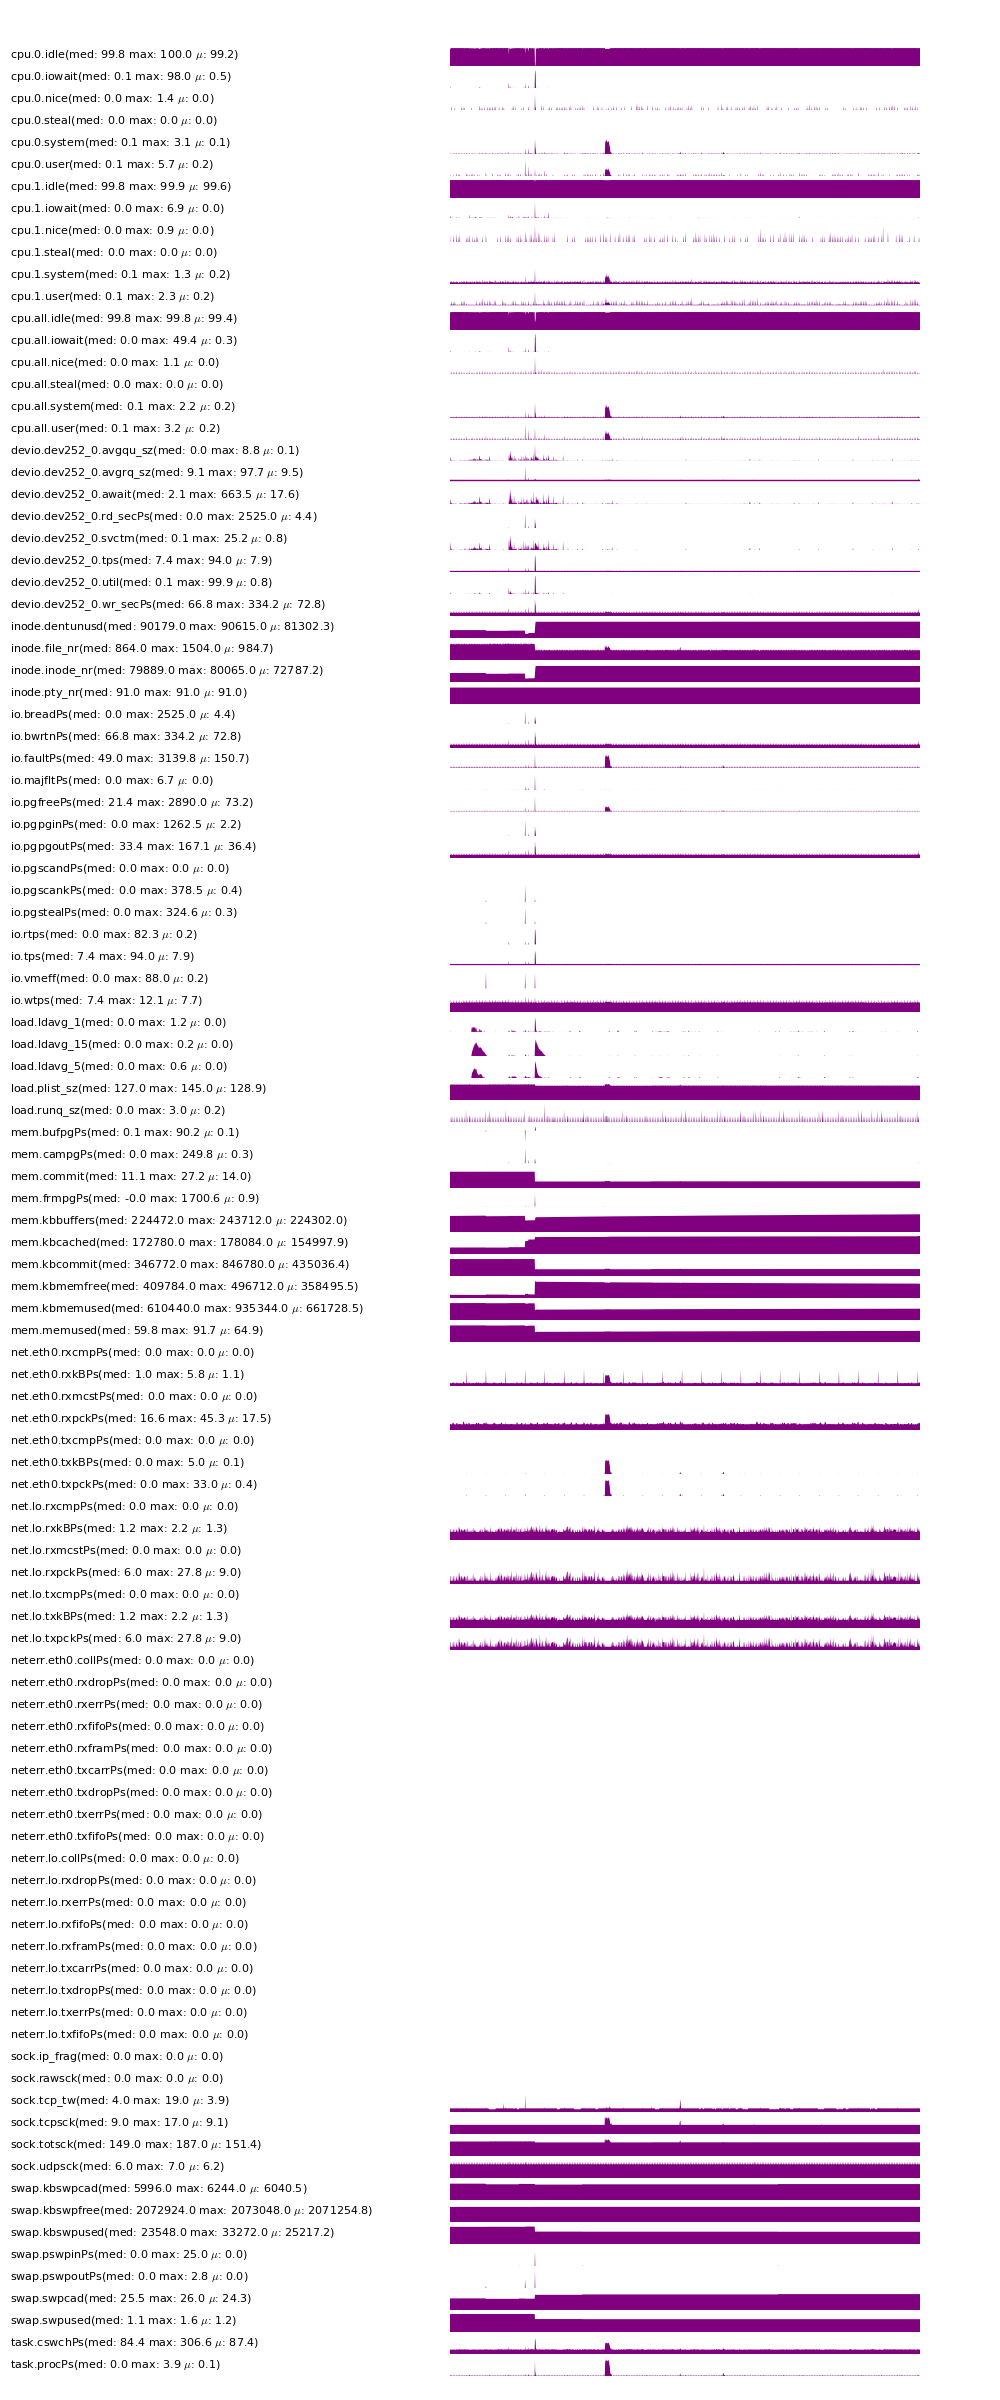 cpu.0.idle(med: 99.8 max: 100.0 μ: 99.2)
cpu.0.iowait(med: 0.1 max: 98.0 μ: 0.5)
cpu.0.nice(med: 0.0 max: 1.4 μ: 0.0)
cpu.0.steal(med: 0.0 max: 0.0 μ: 0.0)
cpu.0.system(med: 0.1 max: 3.1 μ: 0.1)
cpu.0.user(med: 0.1 max: 5.7 μ: 0.2)
cpu.1.idle(med: 99.8 max: 99.9 μ: 99.6)
cpu.1.iowait(med: 0.0 max: 6.9 μ: 0.0)
cpu.1.nice(med: 0.0 max: 0.9 μ: 0.0)
cpu.1.steal(med: 0.0 max: 0.0 μ: 0.0)
cpu.1.system(med: 0.1 max: 1.3 μ: 0.2)
cpu.1.user(med: 0.1 max: 2.3 μ: 0.2)
cpu.all.idle(med: 99.8 max: 99.8 μ: 99.4)
cpu.all.iowait(med: 0.0 max: 49.4 μ: 0.3)
cpu.all.nice(med: 0.0 max: 1.1 μ: 0.0)
cpu.all.steal(med: 0.0 max: 0.0 μ: 0.0)
cpu.all.system(med: 0.1 max: 2.2 μ: 0.2)
cpu.all.user(med: 0.1 max: 3.2 μ: 0.2)
devio.dev252_0.avgqu_sz(med: 0.0 max: 8.8 μ: 0.1)
devio.dev252_0.avgrq_sz(med: 9.1 max: 97.7 μ: 9.5)
devio.dev252_0.await(med: 2.1 max: 663.5 μ: 17.6)
devio.dev252_0.rd_secPs(med: 0.0 max: 2525.0 μ: 4.4)
devio.dev252_0.svctm(med: 0.1 max: 25.2 μ: 0.8)
devio.dev252_0.tps(med: 7.4 max: 94.0 μ: 7.9)
devio.dev252_0.util(med: 0.1 max: 99.9 μ: 0.8)
devio.dev252_0.wr_secPs(med: 66.8 max: 334.2 μ: 72.8)
inode.dentunusd(med: 90179.0 max: 90615.0 μ: 81302.3)
inode.file_nr(med: 864.0 max: 1504.0 μ: 984.7)
inode.inode_nr(med: 79889.0 max: 80065.0 μ: 72787.2)
inode.pty_nr(med: 91.0 max: 91.0 μ: 91.0)
io.breadPs(med: 0.0 max: 2525.0 μ: 4.4)
io.bwrtnPs(med: 66.8 max: 334.2 μ: 72.8)
io.faultPs(med: 49.0 max: 3139.8 μ: 150.7)
io.majfltPs(med: 0.0 max: 6.7 μ: 0.0)
io.pgfreePs(med: 21.4 max: 2890.0 μ: 73.2)
io.pgpginPs(med: 0.0 max: 1262.5 μ: 2.2)
io.pgpgoutPs(med: 33.4 max: 167.1 μ: 36.4)
io.pgscandPs(med: 0.0 max: 0.0 μ: 0.0)
io.pgscankPs(med: 0.0 max: 378.5 μ: 0.4)
io.pgstealPs(med: 0.0 max: 324.6 μ: 0.3)
io.rtps(med: 0.0 max: 82.3 μ: 0.2)
io.tps(med: 7.4 max: 94.0 μ: 7.9)
io.vmeff(med: 0.0 max: 88.0 μ: 0.2)
io.wtps(med: 7.4 max: 12.1 μ: 7.7)
load.ldavg_1(med: 0.0 max: 1.2 μ: 0.0)
load.ldavg_15(med: 0.0 max: 0.2 μ: 0.0)
load.ldavg_5(med: 0.0 max: 0.6 μ: 0.0)
load.plist_sz(med: 127.0 max: 145.0 μ: 128.9)
load.runq_sz(med: 0.0 max: 3.0 μ: 0.2)
mem.bufpgPs(med: 0.1 max: 90.2 μ: 0.1)
mem.campgPs(med: 0.0 max: 249.8 μ: 0.3)
mem.commit(med: 11.1 max: 27.2 μ: 14.0)
mem.frmpgPs(med: -0.0 max: 1700.6 μ: 0.9)
mem.kbbuffers(med: 224472.0 max: 243712.0 μ: 224302.0)
mem.kbcached(med: 172780.0 max: 178084.0 μ: 154997.9)
mem.kbcommit(med: 346772.0 max: 846780.0 μ: 435036.4)
mem.kbmemfree(med: 409784.0 max: 496712.0 μ: 358495.5)
mem.kbmemused(med: 610440.0 max: 935344.0 μ: 661728.5)
mem.memused(med: 59.8 max: 91.7 μ: 64.9)
net.eth0.rxcmpPs(med: 0.0 max: 0.0 μ: 0.0)
net.eth0.rxkBPs(med: 1.0 max: 5.8 μ: 1.1)
net.eth0.rxmcstPs(med: 0.0 max: 0.0 μ: 0.0)
net.eth0.rxpckPs(med: 16.6 max: 45.3 μ: 17.5)
net.eth0.txcmpPs(med: 0.0 max: 0.0 μ: 0.0)
net.eth0.txkBPs(med: 0.0 max: 5.0 μ: 0.1)
net.eth0.txpckPs(med: 0.0 max: 33.0 μ: 0.4)
net.lo.rxcmpPs(med: 0.0 max: 0.0 μ: 0.0)
net.lo.rxkBPs(med: 1.2 max: 2.2 μ: 1.3)
net.lo.rxmcstPs(med: 0.0 max: 0.0 μ: 0.0)
net.lo.rxpckPs(med: 6.0 max: 27.8 μ: 9.0)
net.lo.txcmpPs(med: 0.0 max: 0.0 μ: 0.0)
net.lo.txkBPs(med: 1.2 max: 2.2 μ: 1.3)
net.lo.txpckPs(med: 6.0 max: 27.8 μ: 9.0)
neterr.eth0.collPs(med: 0.0 max: 0.0 μ: 0.0)
neterr.eth0.rxdropPs(med: 0.0 max: 0.0 μ: 0.0)
neterr.eth0.rxerrPs(med: 0.0 max: 0.0 μ: 0.0)
neterr.eth0.rxfifoPs(med: 0.0 max: 0.0 μ: 0.0)
neterr.eth0.rxframPs(med: 0.0 max: 0.0 μ: 0.0)
neterr.eth0.txcarrPs(med: 0.0 max: 0.0 μ: 0.0)
neterr.eth0.txdropPs(med: 0.0 max: 0.0 μ: 0.0)
neterr.eth0.txerrPs(med: 0.0 max: 0.0 μ: 0.0)
neterr.eth0.txfifoPs(med: 0.0 max: 0.0 μ: 0.0)
neterr.lo.collPs(med: 0.0 max: 0.0 μ: 0.0)
neterr.lo.rxdropPs(med: 0.0 max: 0.0 μ: 0.0)
neterr.lo.rxerrPs(med: 0.0 max: 0.0 μ: 0.0)
neterr.lo.rxfifoPs(med: 0.0 max: 0.0 μ: 0.0)
neterr.lo.rxframPs(med: 0.0 max: 0.0 μ: 0.0)
neterr.lo.txcarrPs(med: 0.0 max: 0.0 μ: 0.0)
neterr.lo.txdropPs(med: 0.0 max: 0.0 μ: 0.0)
neterr.lo.txerrPs(med: 0.0 max: 0.0 μ: 0.0)
neterr.lo.txfifoPs(med: 0.0 max: 0.0 μ: 0.0)
sock.ip_frag(med: 0.0 max: 0.0 μ: 0.0)
sock.rawsck(med: 0.0 max: 0.0 μ: 0.0)
sock.tcp_tw(med: 4.0 max: 19.0 μ: 3.9)
sock.tcpsck(med: 9.0 max: 17.0 μ: 9.1)
sock.totsck(med: 149.0 max: 187.0 μ: 151.4)
sock.udpsck(med: 6.0 max: 7.0 μ: 6.2)
swap.kbswpcad(med: 5996.0 max: 6244.0 μ: 6040.5)
swap.kbswpfree(med: 2072924.0 max: 2073048.0 μ: 2071254.8)
swap.kbswpused(med: 23548.0 max: 33272.0 μ: 25217.2)
swap.pswpinPs(med: 0.0 max: 25.0 μ: 0.0)
swap.pswpoutPs(med: 0.0 max: 2.8 μ: 0.0)
swap.swpcad(med: 25.5 max: 26.0 μ: 24.3)
swap.swpused(med: 1.1 max: 1.6 μ: 1.2)
task.cswchPs(med: 84.4 max: 306.6 μ: 87.4)
task.procPs(med: 0.0 max: 3.9 μ: 0.1)